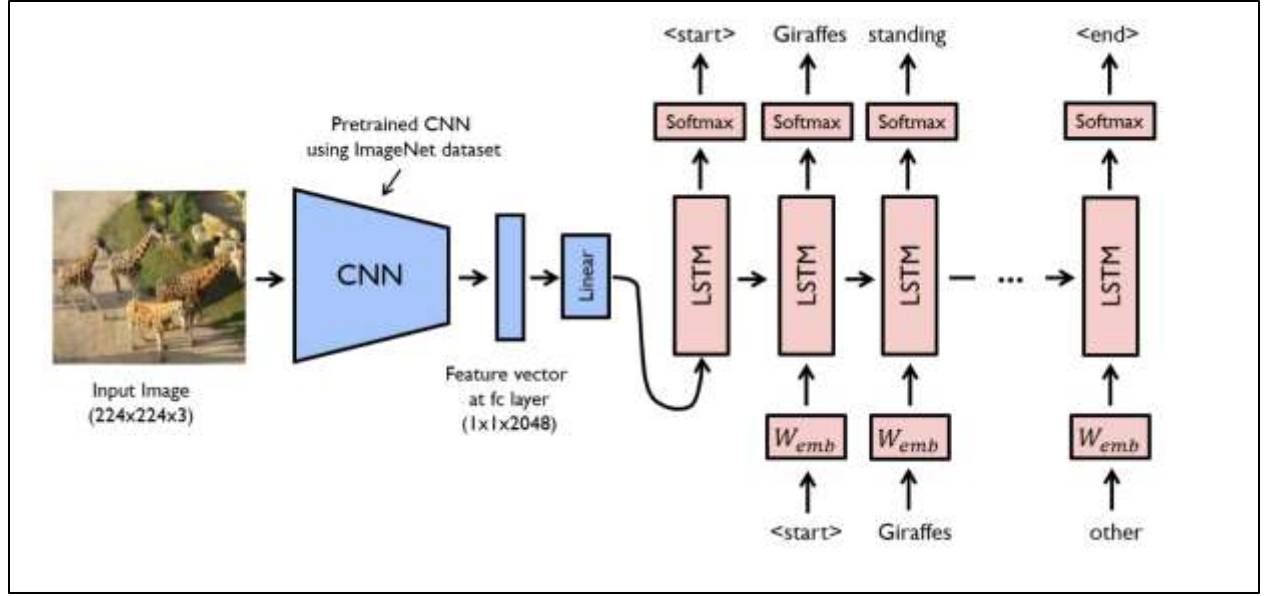 <start> Giraffes standing <end>
Softmax Softmax Softmax Softmax
Pretrained CNN
using ImageNet dataset
CNN
Linear
LSTM LSTM LSTM ... LSTM
Feature vector
at fc layer
(1x1x2048)
Input Image
(224x224x3)
W_emb W_emb W_emb
<start> Giraffes other